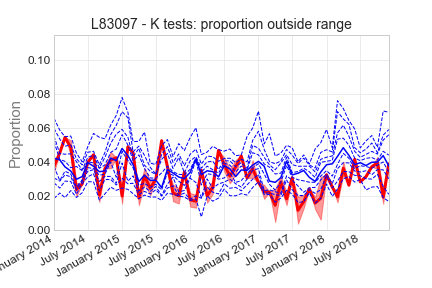 L83097 - K tests: proportion outside range
Proportion
0.10
0.08
0.06
0.04
0.02
0.00
nuary 2014
July 2014
January 2015
July 2015
January 2016
July 2016
January 2017
July 2017
January 2018
July 2018